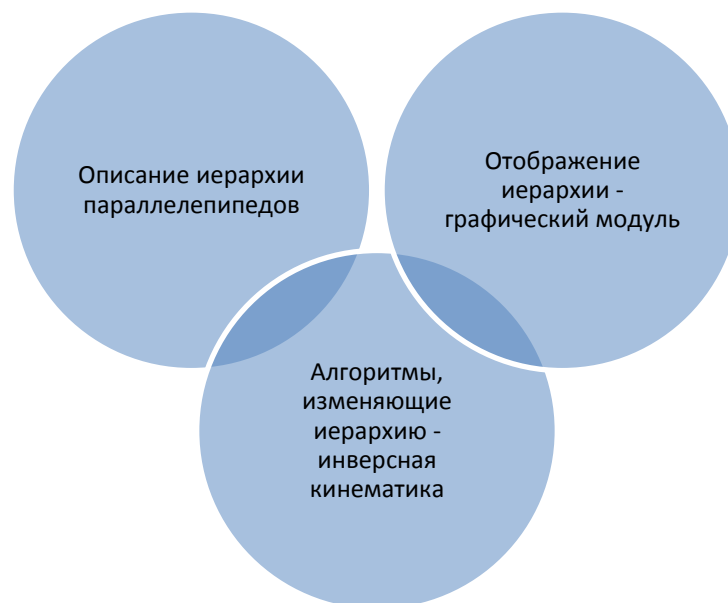 Описание иерархии
параллелепипедов
Отображение
иерархии -
графический модуль
Алгоритмы,
изменяющие
иерархию -
инверсная
кинематика